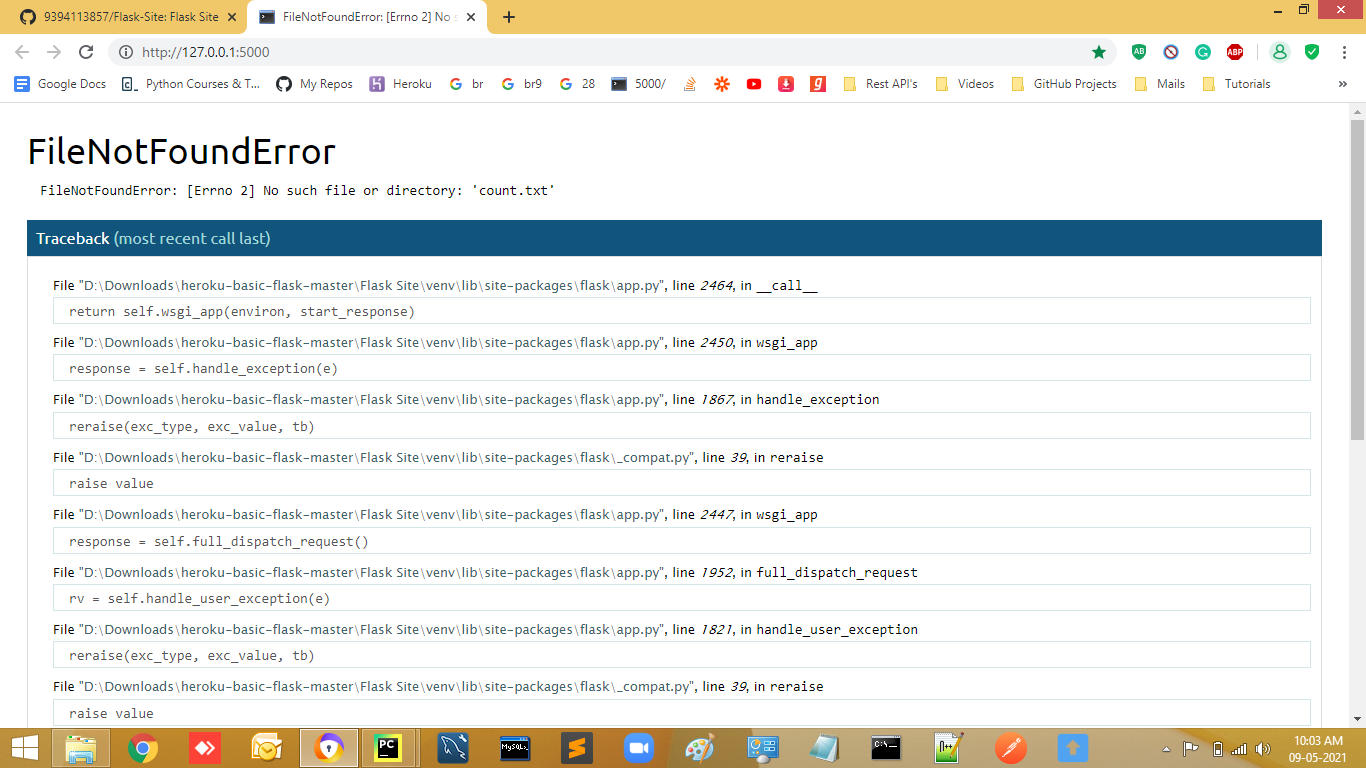 9394113857/Flask-Site: Flask Site
FileNotFoundError: [Errno 2] No s
http://127.0.0.1:5000
AB
ABP
Google Docs
Python Courses & T...
My Repos
Heroku
br
br9
28
5000/
Rest API's
Videos
GitHub Projects
Mails
Tutorials
»
FileNotFoundError
FileNotFoundError: [Errno 2] No such file or directory: 'count.txt'
Traceback (most recent call last)
File "D:\Downloads\heroku-basic-flask-master\Flask Site\venv\lib\site-packages\flask\app.py", line 2464, in __call__
return self.wsgi_app(environ, start_response)
File "D:\Downloads\heroku-basic-flask-master\Flask Site\venv\lib\site-packages\flask\app.py", line 2450, in wsgi_app
response = self.handle_exception(e)
File "D:\Downloads\heroku-basic-flask-master\Flask Site\venv\lib\site-packages\flask\app.py", line 1867, in handle_exception
reraise(exc_type, exc_value, tb)
File "D:\Downloads\heroku-basic-flask-master\Flask Site\venv\lib\site-packages\flask\_compat.py", line 39, in reraise
raise value
File "D:\Downloads\heroku-basic-flask-master\Flask Site\venv\lib\site-packages\flask\app.py", line 2447, in wsgi_app
response = self.full_dispatch_request()
File "D:\Downloads\heroku-basic-flask-master\Flask Site\venv\lib\site-packages\flask\app.py", line 1952, in full_dispatch_request
rv = self.handle_user_exception(e)
File "D:\Downloads\heroku-basic-flask-master\Flask Site\venv\lib\site-packages\flask\app.py", line 1821, in handle_user_exception
reraise(exc_type, exc_value, tb)
File "D:\Downloads\heroku-basic-flask-master\Flask Site\venv\lib\site-packages\flask\_compat.py", line 39, in reraise
raise value
PC
MySQL>
C:\>_
10:03 AM
09-05-2021